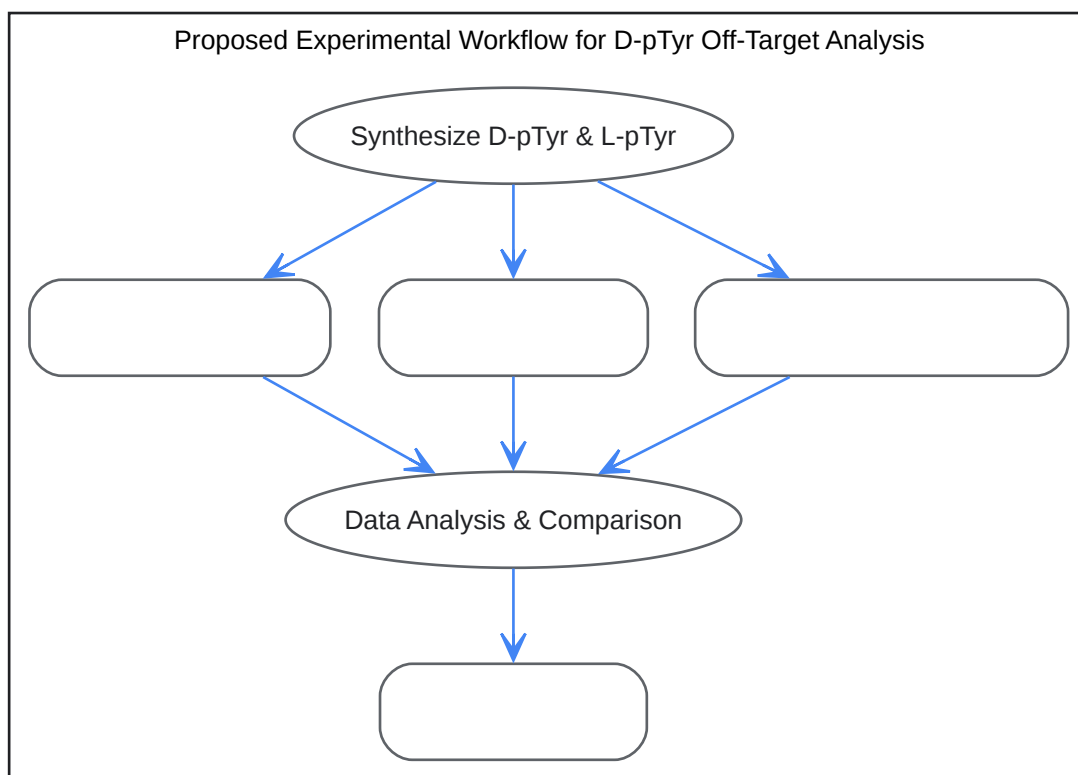 Proposed Experimental Workflow for D-pTyr Off-Target Analysis
Synthesize D-pTyr & L-pTyr
Data Analysis & Comparison